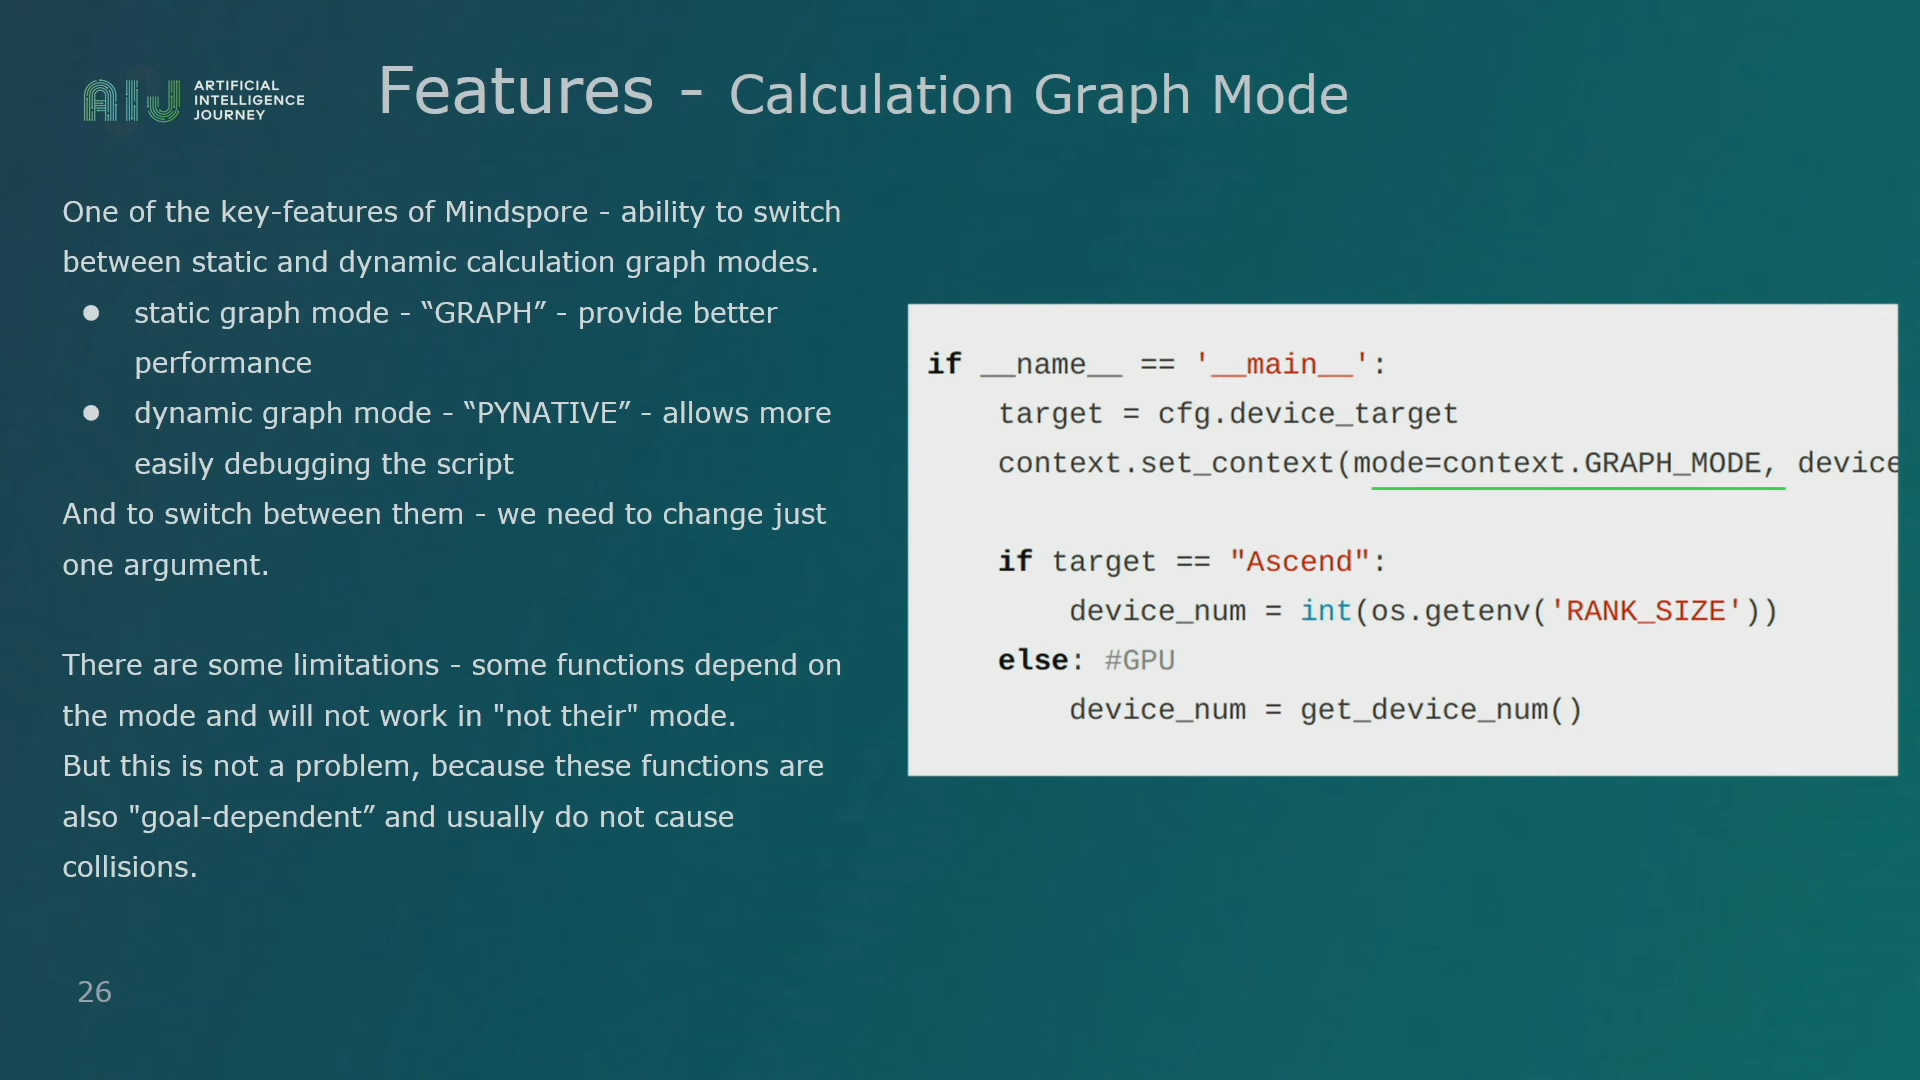 ARTIFICIAL
INTELLIGENCE
JOURNEY
Features - Calculation Graph Mode
One of the key-features of Mindspore - ability to switch
between static and dynamic calculation graph modes.
● static graph mode - “GRAPH” - provide better
performance
● dynamic graph mode - “PYNATIVE” - allows more
easily debugging the script
And to switch between them - we need to change just
one argument.
There are some limitations - some functions depend on
the mode and will not work in "not their" mode.
But this is not a problem, because these functions are
also "goal-dependent” and usually do not cause
collisions.
if __name__ == '__main__':
    target = cfg.device_target
    context.set_context(mode=context.GRAPH_MODE, device
    if target == "Ascend":
        device_num = int(os.getenv('RANK_SIZE'))
    else: #GPU
        device_num = get_device_num()
26